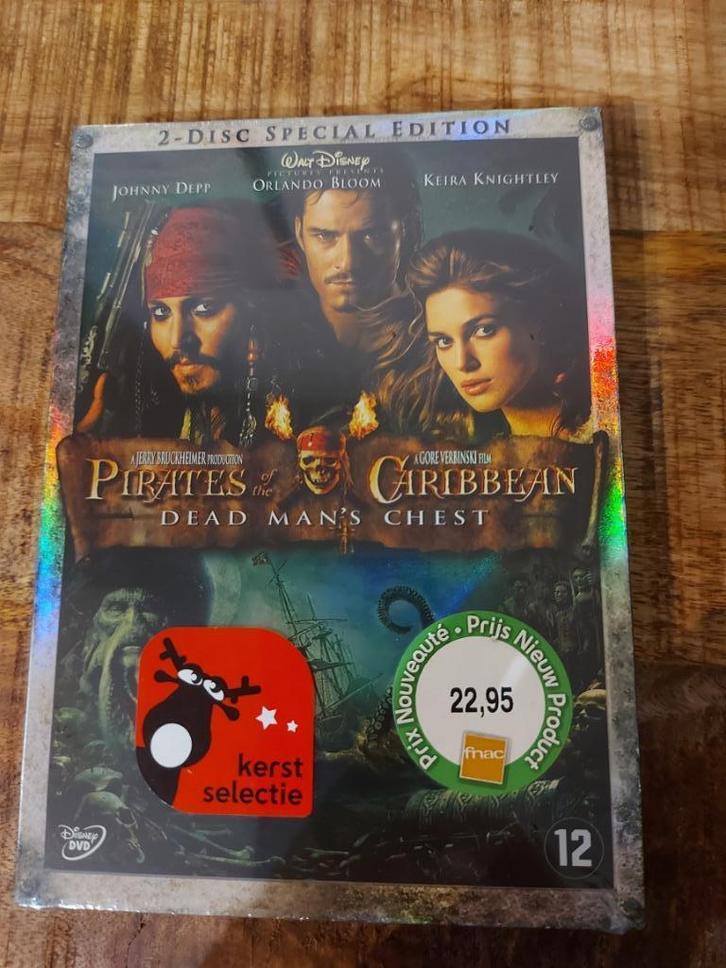 2-DISC SPECIAL EDITION
WALT DISNEY
PICTURES PRESENTS
JOHNNY DEPP ORLANDO BLOOM KEIRA KNIGHTLEY
A JERRY BRUCKHEIMER PRODUCTION A GORE VERBINSKI FILM
PIRATES of the CARIBBEAN
DEAD MAN'S CHEST
Prix Nouveauté • Prijs Nieuw Product
22,95
fnac
kerst
selectie
DISNEY
DVD
12